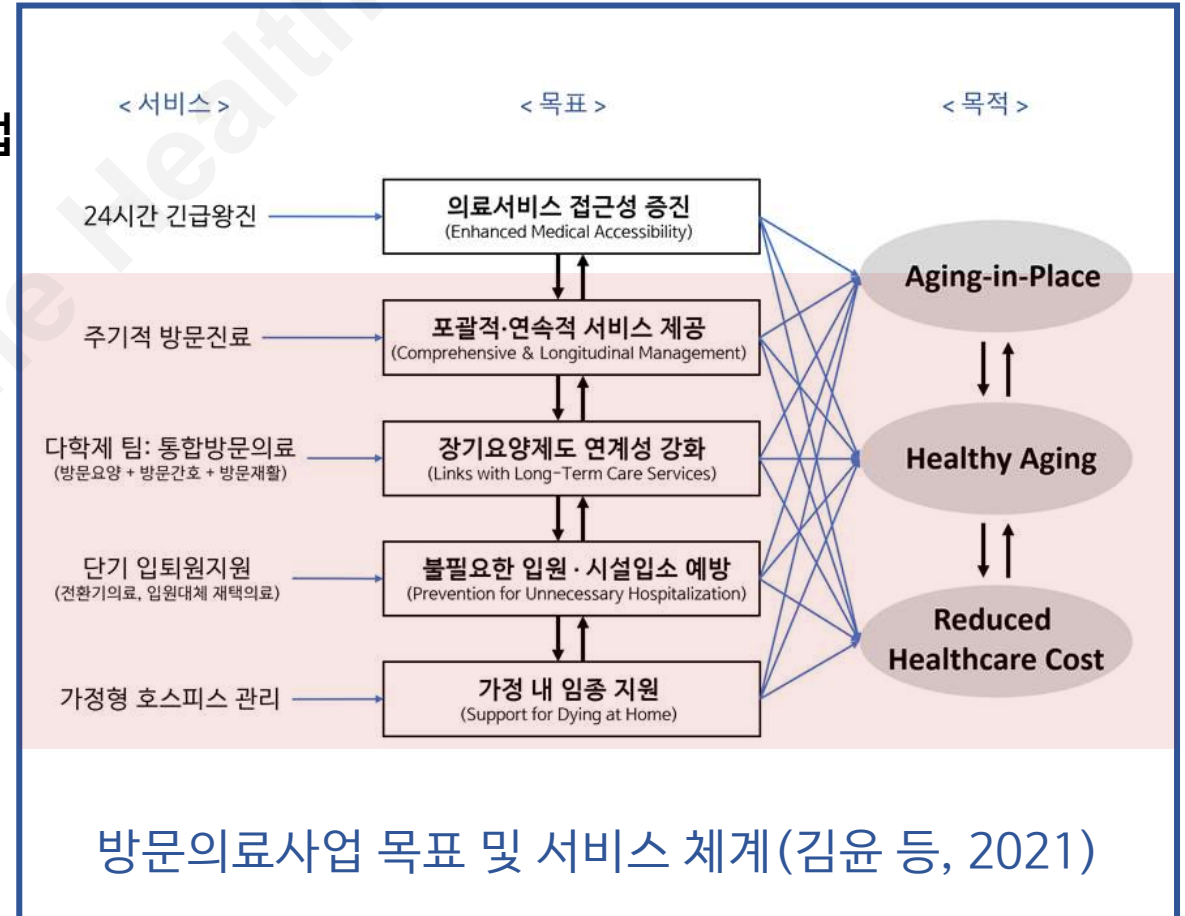 업
< 서비스 >
< 목표 >
< 목적 >
24시간 긴급왕진
의료서비스 접근성 증진
(Enhanced Medical Accessibility)
주기적 방문진료
포괄적·연속적 서비스 제공
(Comprehensive & Longitudinal Management)
다학제 팀: 통합방문의료
(방문요양 + 방문간호 + 방문재활)
장기요양제도 연계성 강화
(Links with Long-Term Care Services)
단기 입퇴원지원
(전환기의료, 입원대체 재택의료)
불필요한 입원 · 시설입소 예방
(Prevention for Unnecessary Hospitalization)
가정형 호스피스 관리
가정 내 임종 지원
(Support for Dying at Home)
Aging-in-Place
Healthy Aging
Reduced
Healthcare Cost
방문의료사업 목표 및 서비스 체계(김윤 등, 2021)